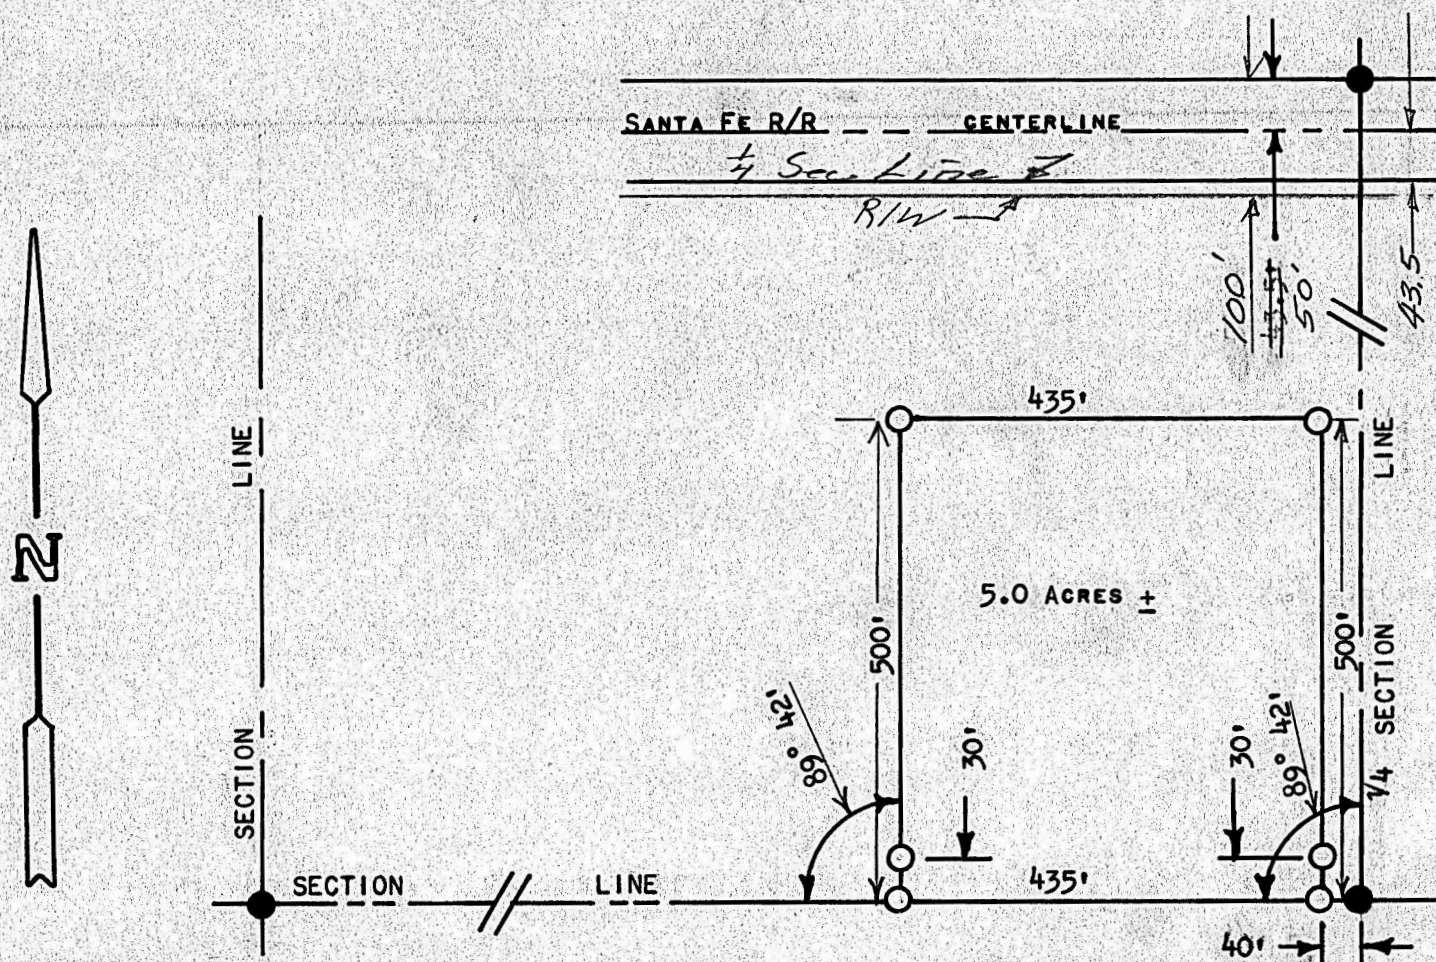 SANTA FE R/R CENTERLINE
1/4 Sec. Line
R/W
100'
50'
43.5
N
LINE
SECTION
435'
LINE
500'
5.0 ACRES ±
500'
1/4 SECTION
89° 42'
30'
30'
89° 42'
SECTION LINE
435'
40'